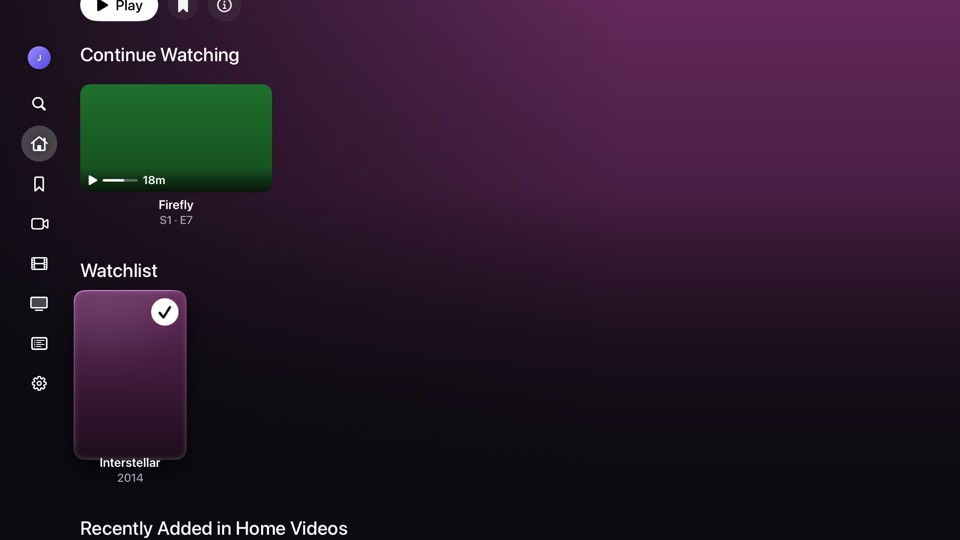 Play
J
Continue Watching
18m
Firefly
S1 · E7
Watchlist
Interstellar
2014
Recently Added in Home Videos